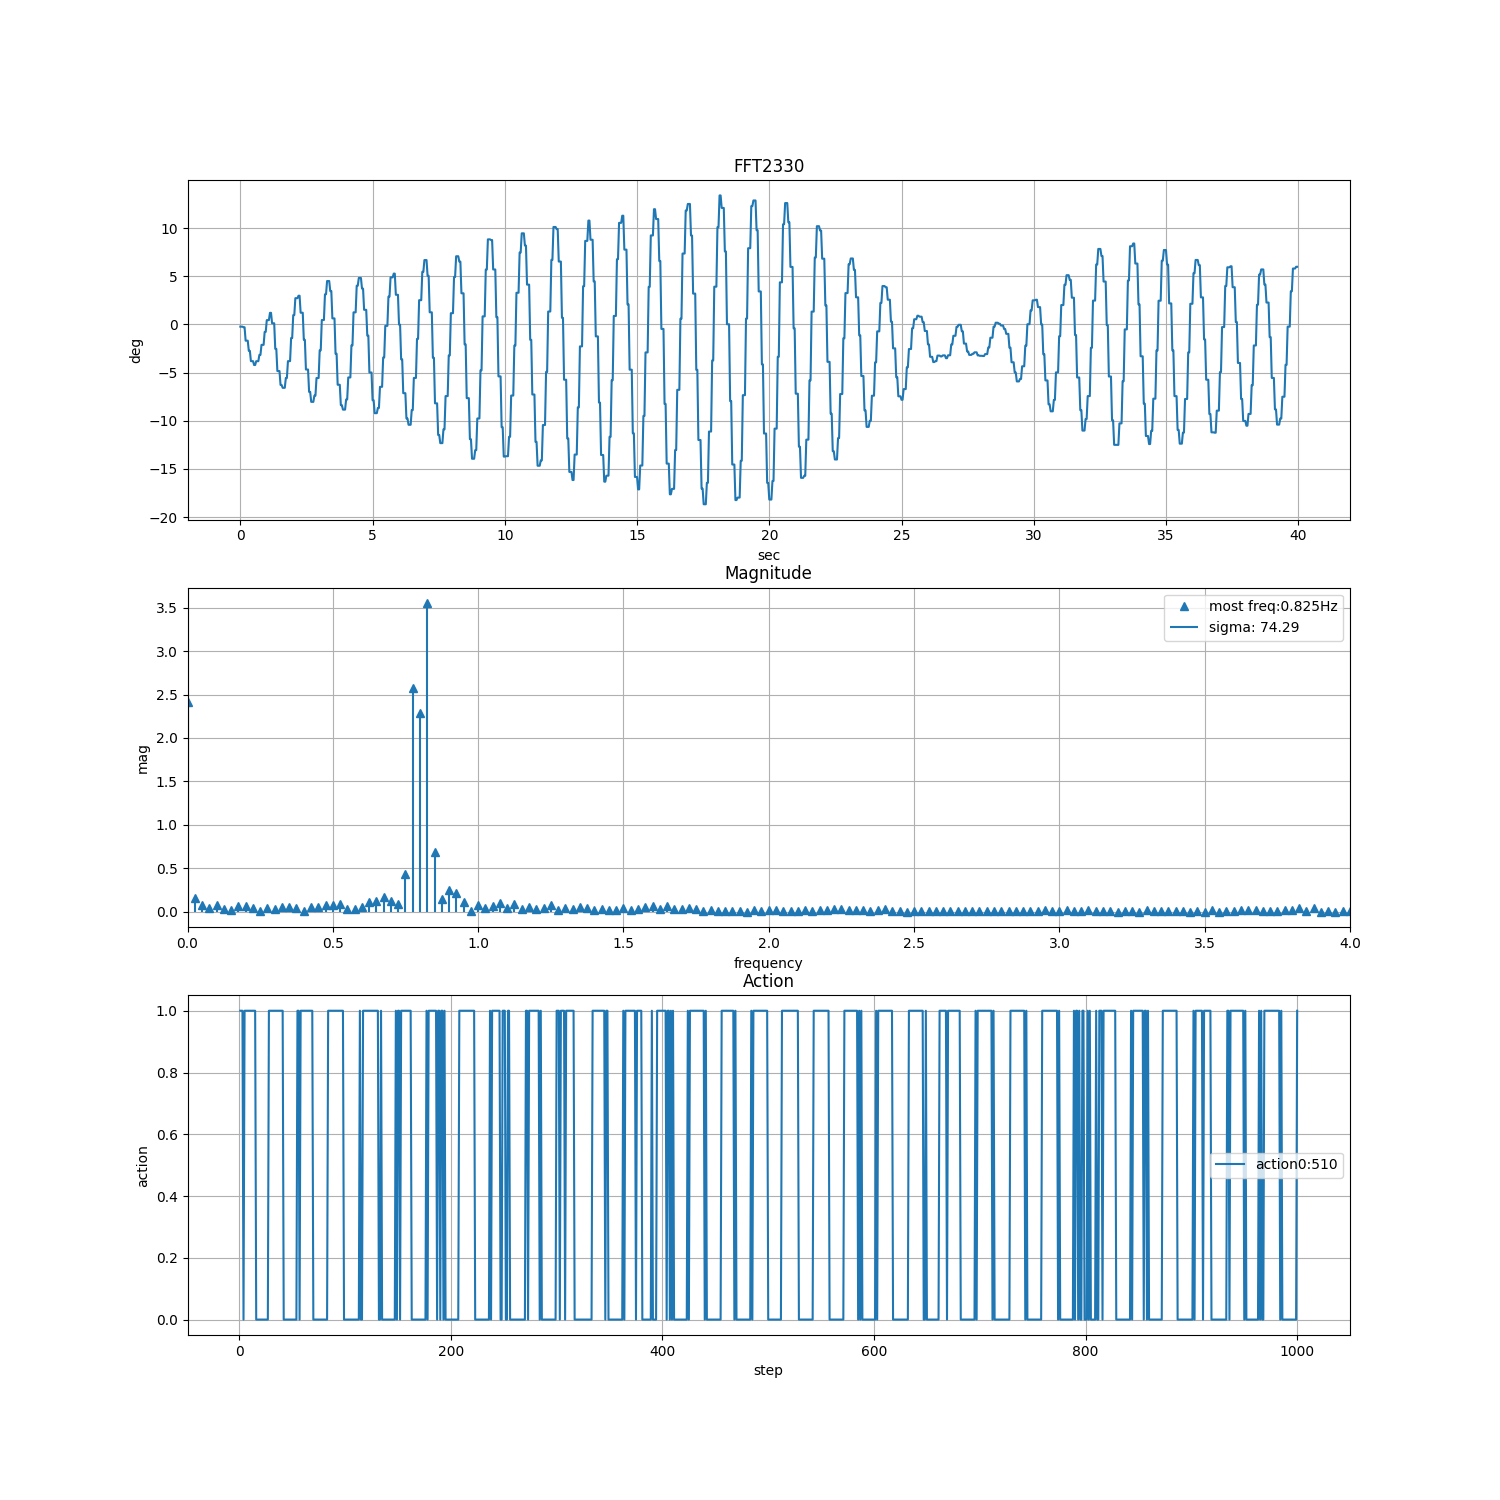 FFT2330
10
5
0
−5
−10
−15
−20
deg
0 5 10 15 20 25 30 35 40
sec
Magnitude
most freq:0.825Hz
sigma: 74.29
3.5
3.0
2.5
2.0
1.5
1.0
0.5
0.0
mag
0.0 0.5 1.0 1.5 2.0 2.5 3.0 3.5 4.0
frequency
Action
1.0
0.8
0.6
0.4
0.2
0.0
action
action0:510
0 200 400 600 800 1000
step